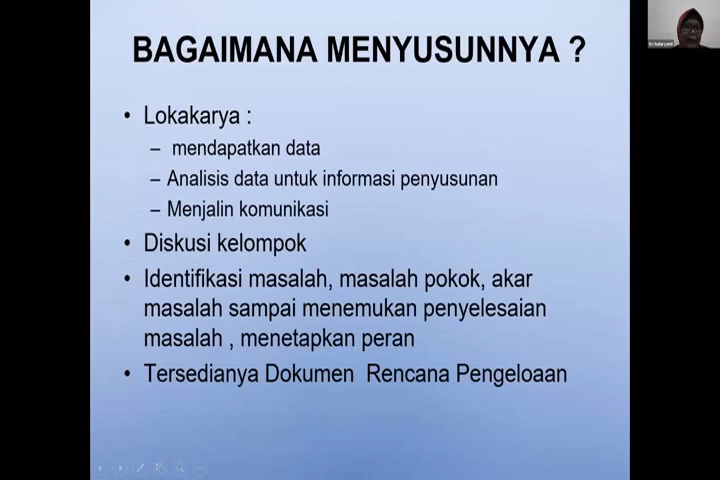 BAGAIMANA MENYUSUNNYA ?
• Lokakarya :
– mendapatkan data
– Analisis data untuk informasi penyusunan
– Menjalin komunikasi
• Diskusi kelompok
• Identifikasi masalah, masalah pokok, akar
masalah sampai menemukan penyelesaian
masalah , menetapkan peran
• Tersedianya Dokumen Rencana Pengeloaan